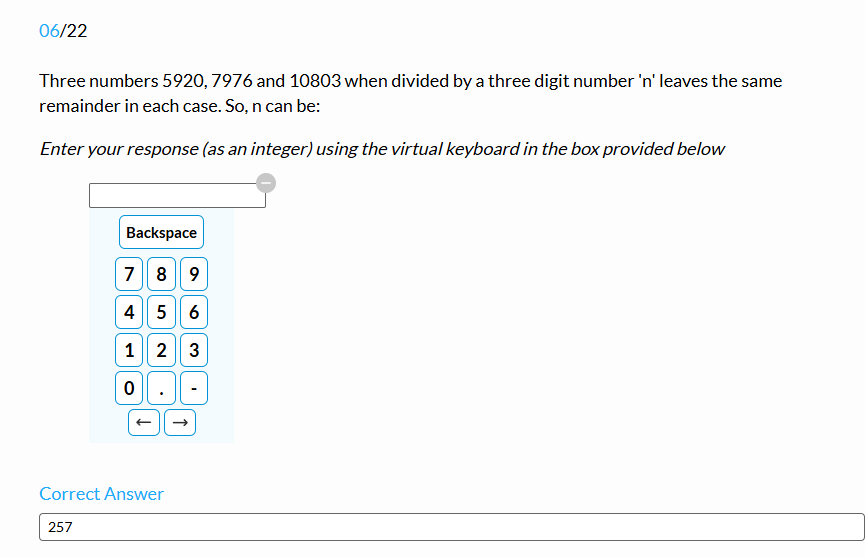 06/22
Three numbers 5920, 7976 and 10803 when divided by a three digit number 'n' leaves the same
remainder in each case. So, n can be:
Enter your response (as an integer) using the virtual keyboard in the box provided below
Backspace
7 8 9
4 5 6
1 2 3
0 . -
← →
Correct Answer
257